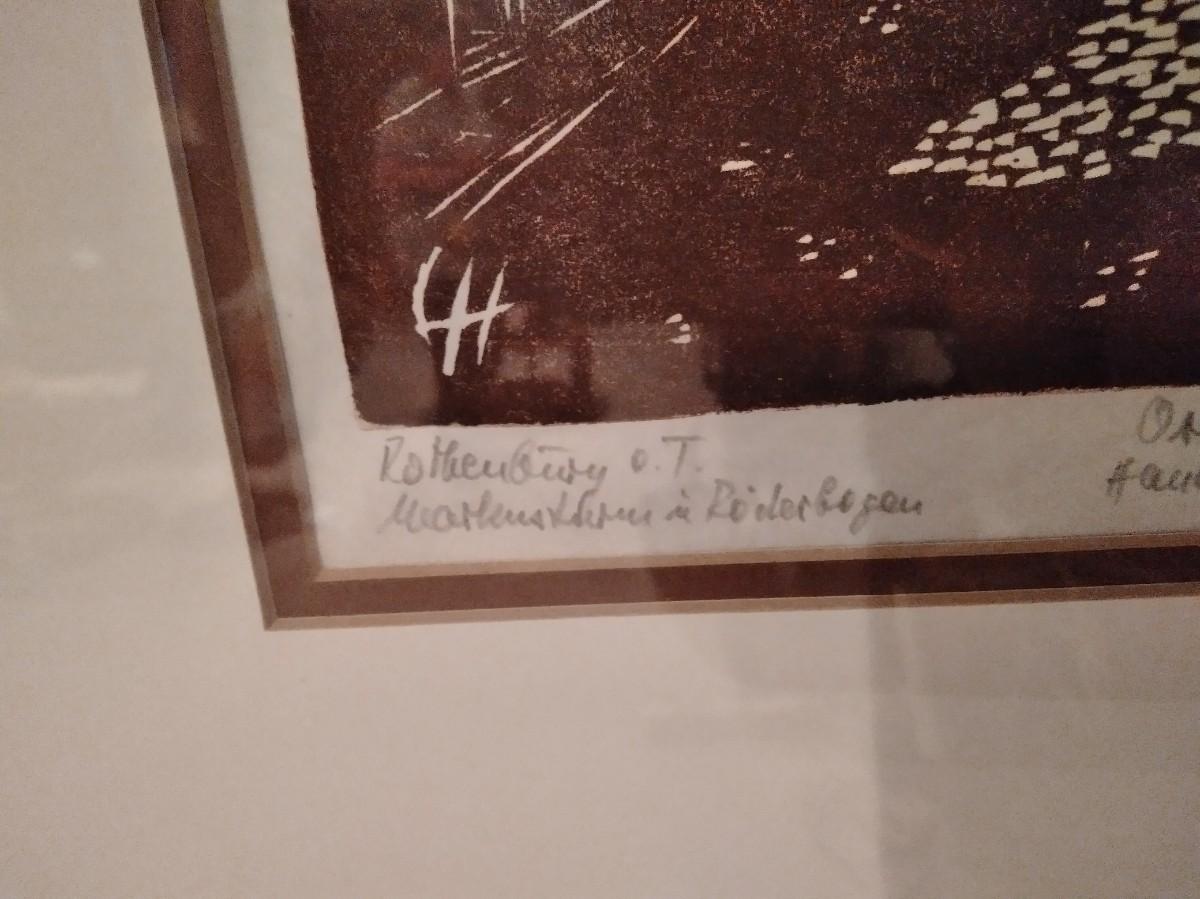 Rothenburg o. T.
Markusturm u Röderbogen